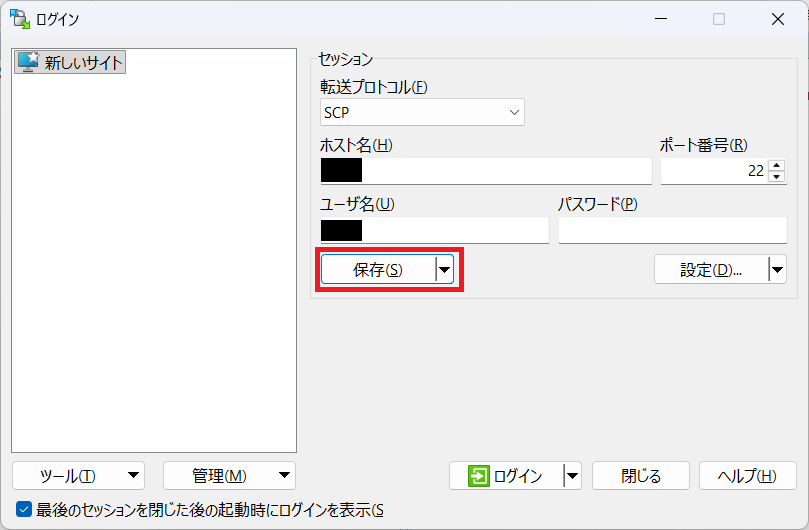 ログイン
新しいサイト
セッション
転送プロトコル(F)
SCP
ホスト名(H)
ポート番号(R)
22
ユーザ名(U)
パスワード(P)
保存(S)
設定(D)...
ツール(T)
管理(M)
ログイン
閉じる
ヘルプ(H)
最後のセッションを閉じた後の起動時にログインを表示(S